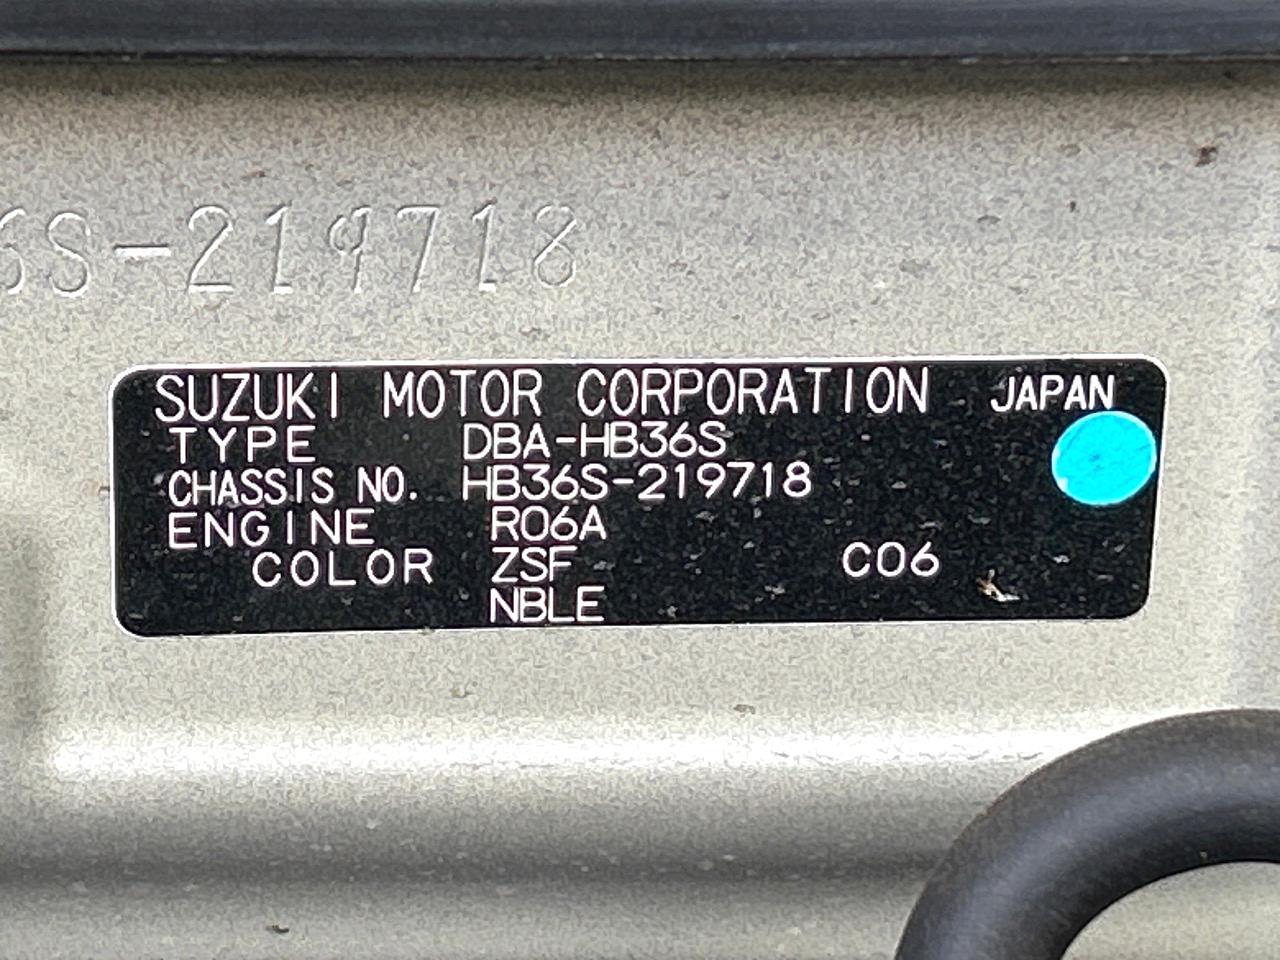 6S-219718
SUZUKI MOTOR CORPORATION JAPAN
TYPE DBA-HB36S
CHASSIS NO. HB36S-219718
ENGINE R06A
COLOR ZSF C06
NBLE